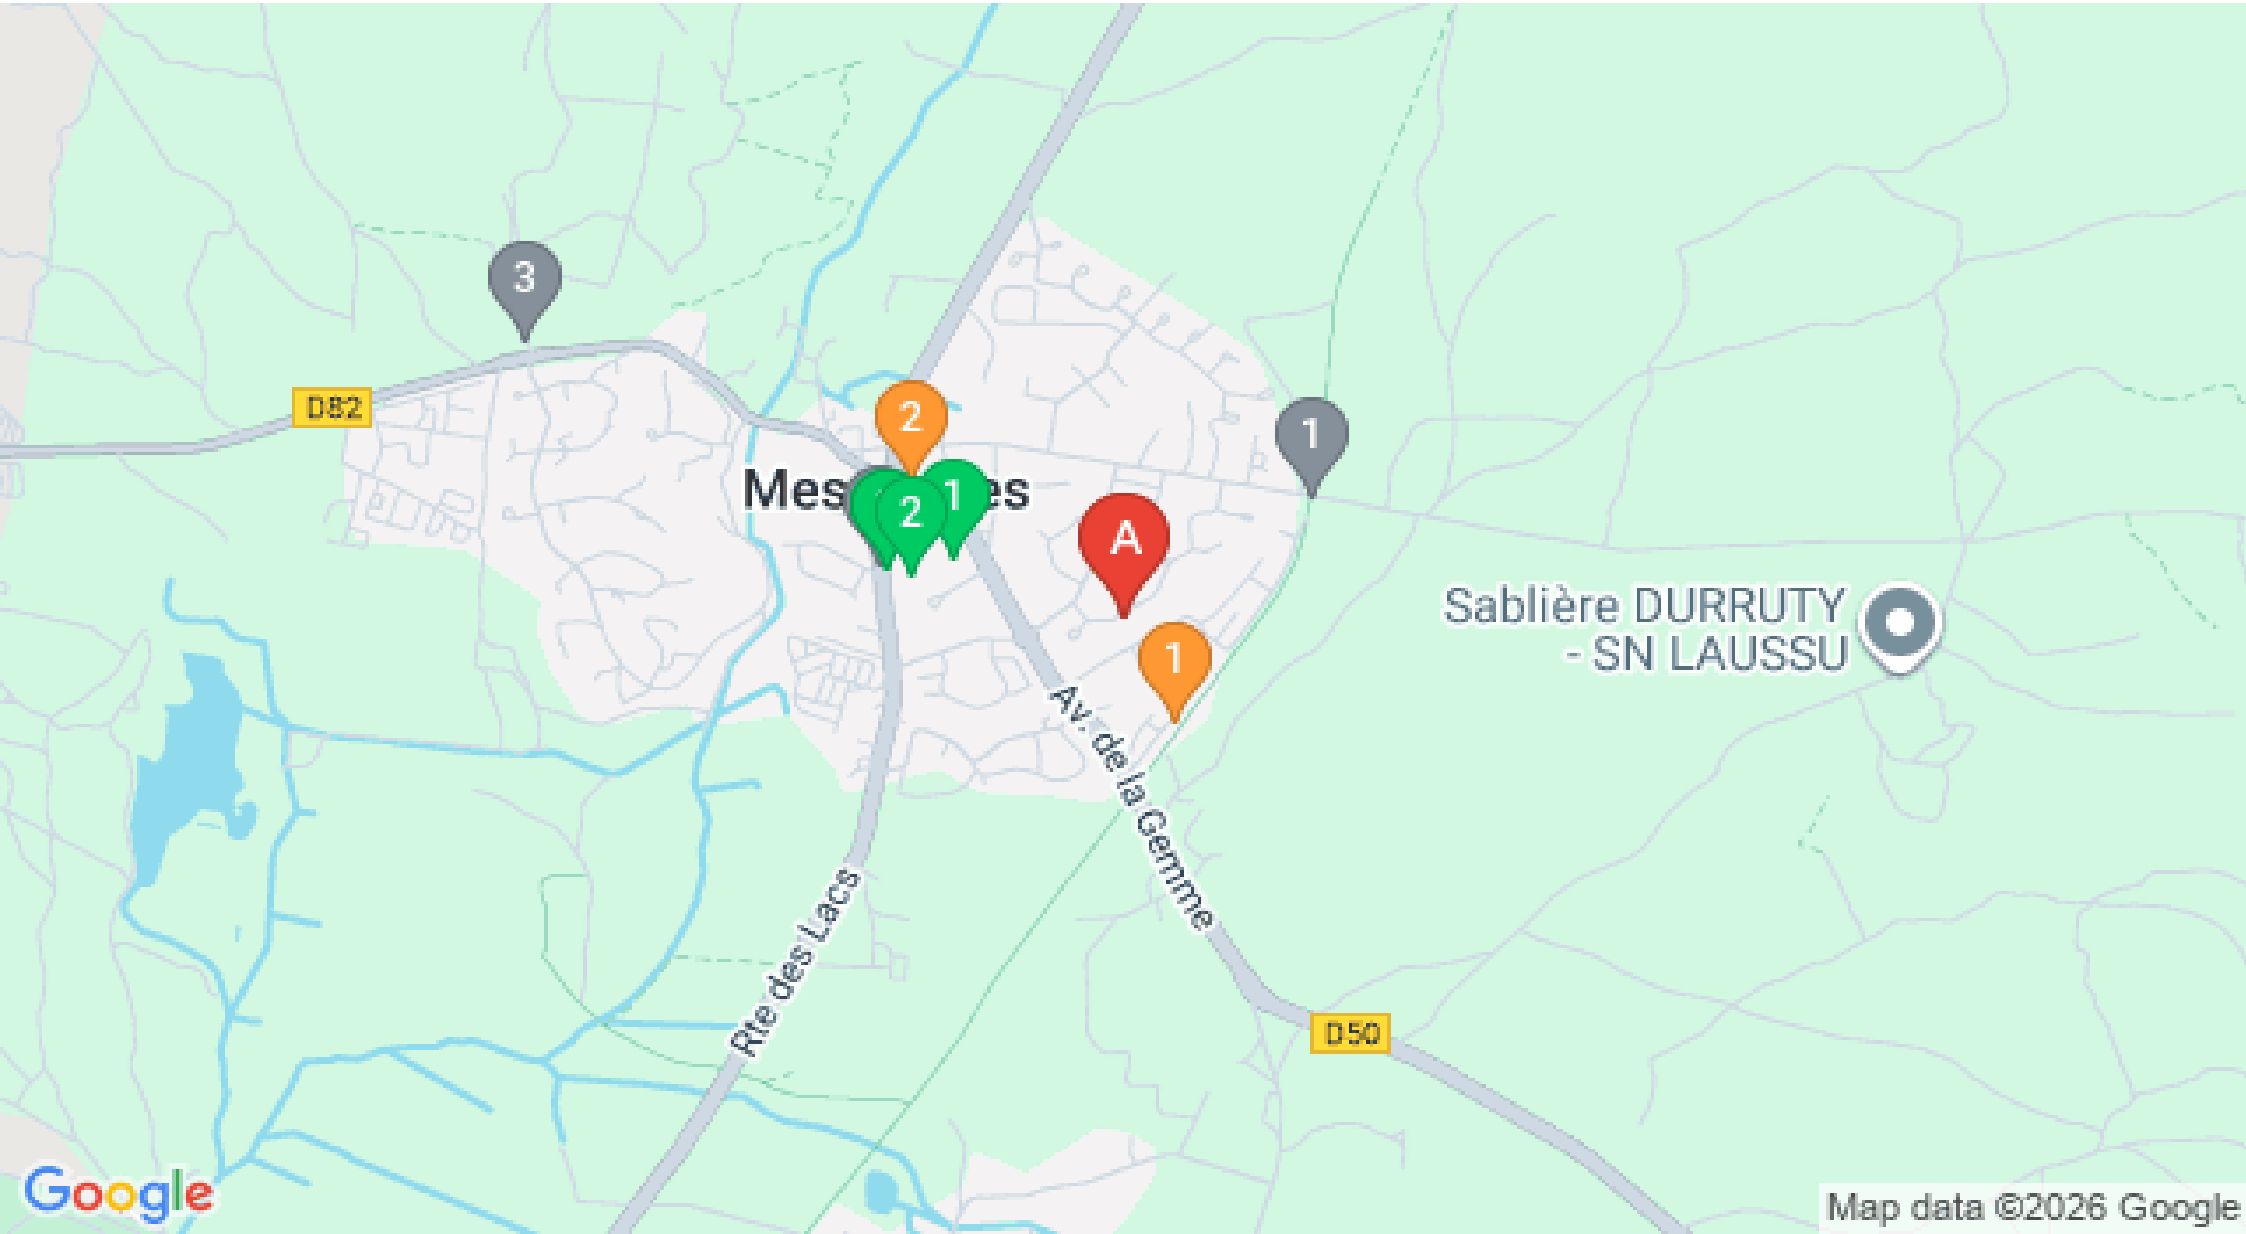 3
D82
2
1
Mes
1
2
es
A
Sablière DURRUTY
- SN LAUSSU
1
Av. de la Gemme
Rte des Lacs
D50
Google
Map data ©2026 Google